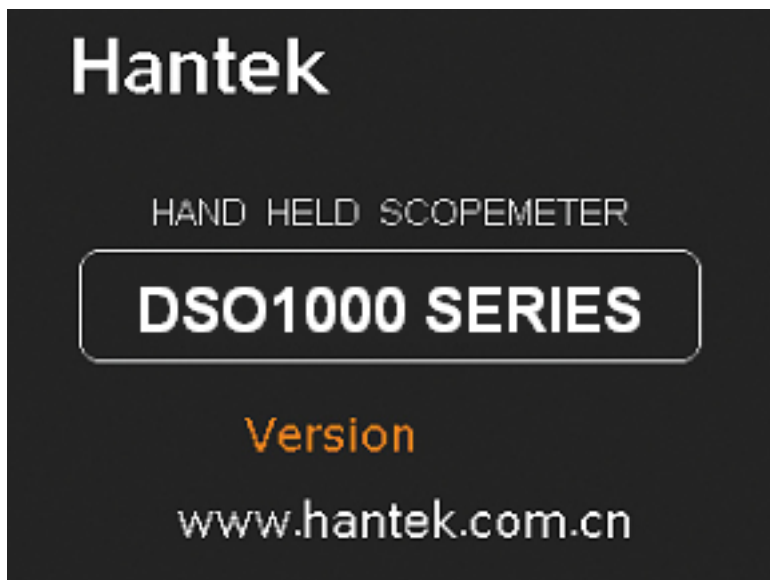 Hantek
HAND HELD SCOPEMETER
DSO1000 SERIES
Version
www.hantek.com.cn